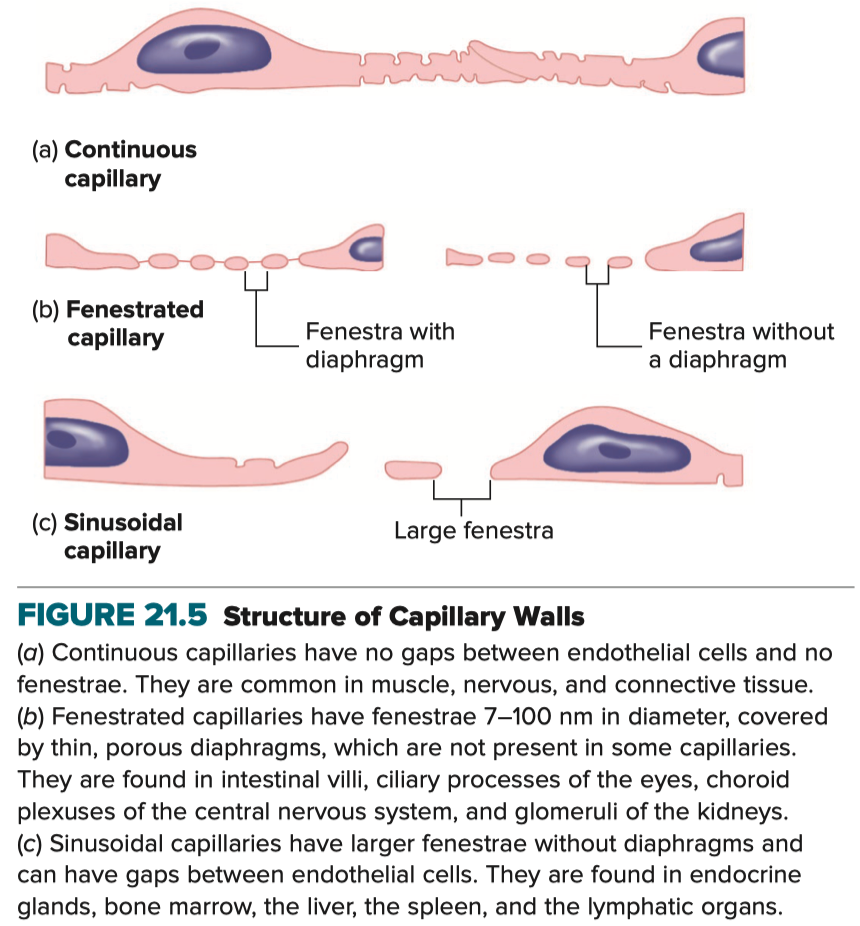 (a) Continuous
capillary
(b) Fenestrated
capillary
Fenestra with
diaphragm
Fenestra without
a diaphragm
(c) Sinusoidal
capillary
Large fenestra
FIGURE 21.5 Structure of Capillary Walls
(a) Continuous capillaries have no gaps between endothelial cells and no
fenestrae. They are common in muscle, nervous, and connective tissue.
(b) Fenestrated capillaries have fenestrae 7–100 nm in diameter, covered
by thin, porous diaphragms, which are not present in some capillaries.
They are found in intestinal villi, ciliary processes of the eyes, choroid
plexuses of the central nervous system, and glomeruli of the kidneys.
(c) Sinusoidal capillaries have larger fenestrae without diaphragms and
can have gaps between endothelial cells. They are found in endocrine
glands, bone marrow, the liver, the spleen, and the lymphatic organs.